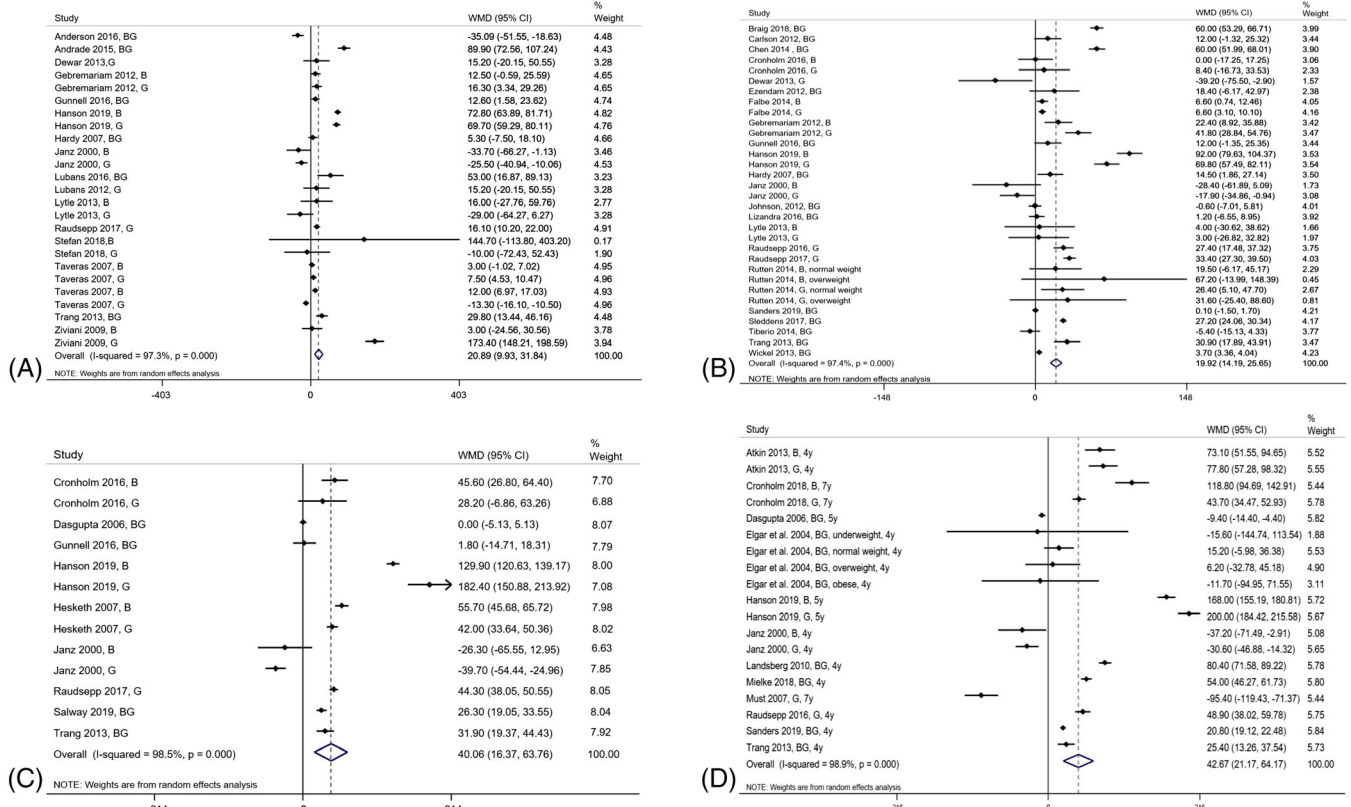 Study WMD (95% CI) % Weight
Anderson 2016, BG -35.09 (-51.55, -18.63) 4.48
Andrade 2015, BG 89.90 (72.56, 107.24) 4.43
Dewar 2013,G 15.20 (-20.15, 50.55) 3.28
Gebremariam 2012, B 12.50 (-0.59, 25.59) 4.65
Gebremariam 2012, G 16.30 (3.34, 29.26) 4.65
Gunnell 2016, BG 12.60 (1.58, 23.62) 4.74
Hanson 2019, B 72.80 (63.89, 81.71) 4.82
Hanson 2019, G 69.70 (59.29, 80.11) 4.76
Hardy 2007, BG 5.30 (-7.50, 18.10) 4.66
Janz 2000, B -33.70 (-66.27, -1.13) 3.46
Janz 2000, G -25.50 (-40.94, -10.06) 4.53
Lubans 2016, BG 53.00 (16.87, 89.13) 3.23
Lubans 2012, G 15.20 (-20.15, 50.55) 3.28
Lytle 2013, B 16.00 (-27.76, 59.76) 2.77
Lytle 2013, G -29.00 (-64.27, 6.27) 3.28
Raudsepp 2017, G 16.10 (10.20, 22.00) 4.91
Stefan 2018,B 144.70 (-113.80, 403.20) 0.17
Stefan 2018, G -10.00 (-72.43, 52.43) 1.90
Taveras 2007, B 3.00 (-1.02, 7.02) 4.95
Taveras 2007, G 7.50 (4.53, 10.47) 4.96
Taveras 2007, B 12.00 (6.97, 17.03) 4.93
Taveras 2007, G -13.30 (-16.10, -10.50) 4.96
Trang 2013, BG 29.80 (13.44, 46.16) 4.48
Ziviani 2009, B 3.00 (-24.56, 30.56) 3.78
Ziviani 2009, G 173.40 (148.21, 198.59) 3.94
Overall (I-squared = 97.3%, p = 0.000) 20.89 (9.93, 31.84) 100.00
NOTE: Weights are from random effects analysis
-403 0 403
(A)
Study WMD (95% CI) % Weight
Braig 2018, BG 60.00 (53.29, 66.71) 3.99
Carlson 2012, BG 12.00 (-1.32, 25.32) 3.44
Chen 2014 , BG 60.00 (51.99, 68.01) 3.90
Cronholm 2016, B 0.00 (-17.25, 17.25) 3.06
Cronholm 2016, G 8.40 (-16.73, 33.53) 2.33
Dewar 2013, G -39.20 (-75.50, -2.90) 1.57
Ezendam 2012, BG 18.40 (-6.17, 42.97) 2.38
Falbe 2014, B 6.60 (0.74, 12.46) 4.05
Falbe 2014, G 6.60 (3.10, 10.10) 4.16
Gebremariam 2012, B 22.40 (8.92, 35.88) 3.42
Gebremariam 2012, G 41.80 (28.84, 54.76) 3.47
Gunnell 2016, BG 12.00 (-1.35, 25.35) 3.44
Hanson 2019, B 92.00 (79.63, 104.37) 3.53
Hanson 2019, G 69.80 (57.49, 82.11) 3.54
Hardy 2007, BG 14.50 (1.86, 27.14) 3.50
Janz 2000, B -28.40 (-61.89, 5.09) 1.73
Janz 2000, G -17.90 (-34.86, -0.94) 3.08
Johnson, 2012, BG -0.60 (-7.01, 5.81) 4.01
Lizandra 2016, BG 1.20 (-6.55, 8.95) 3.92
Lytle 2013, B 4.00 (-30.62, 38.62) 1.66
Lytle 2013, G 3.00 (-26.82, 32.82) 1.97
Raudsepp 2016, G 27.40 (17.48, 37.32) 3.75
Raudsepp 2017, G 33.40 (27.30, 39.50) 4.03
Rutten 2014, B, normal weight 19.50 (-6.17, 45.17) 2.29
Rutten 2014, B, overweight 67.20 (-13.99, 148.39) 0.45
Rutten 2014, G, normal weight 26.40 (5.10, 47.70) 2.67
Rutten 2014, G, overweight 31.60 (-25.40, 88.60) 0.81
Sanders 2019, BG 0.10 (-1.50, 1.70) 4.21
Sleddens 2017, BG 27.20 (24.06, 30.34) 4.17
Tiberio 2014, BG -5.40 (-15.13, 4.33) 3.77
Trang 2013, BG 30.90 (17.89, 43.91) 3.47
Wickel 2013, BG 3.70 (3.36, 4.04) 4.23
Overall (I-squared = 97.4%, p = 0.000) 19.92 (14.19, 25.65) 100.00
NOTE: Weights are from random effects analysis
-148 0 148
(B)
Study WMD (95% CI) % Weight
Cronholm 2016, B 45.60 (26.80, 64.40) 7.70
Cronholm 2016, G 28.20 (-6.86, 63.26) 6.88
Dasgupta 2006, BG 0.00 (-5.13, 5.13) 8.07
Gunnell 2016, BG 1.80 (-14.71, 18.31) 7.79
Hanson 2019, B 129.90 (120.63, 139.17) 8.00
Hanson 2019, G 182.40 (150.88, 213.92) 7.08
Hesketh 2007, B 55.70 (45.68, 65.72) 7.98
Hesketh 2007, G 42.00 (33.64, 50.36) 8.02
Janz 2000, B -26.30 (-65.55, 12.95) 6.63
Janz 2000, G -39.70 (-54.44, -24.96) 7.85
Raudsepp 2017, G 44.30 (38.05, 50.55) 8.05
Salway 2019, BG 26.30 (19.05, 33.55) 8.04
Trang 2013, BG 31.90 (19.37, 44.43) 7.92
Overall (I-squared = 98.5%, p = 0.000) 40.06 (16.37, 63.76) 100.00
NOTE: Weights are from random effects analysis
(C)
Study WMD (95% CI) % Weight
Atkin 2013, B, 4y 73.10 (51.55, 94.65) 5.52
Atkin 2013, G, 4y 77.80 (57.28, 98.32) 5.55
Cronholm 2018, B, 7y 118.80 (94.69, 142.91) 5.44
Cronholm 2018, G, 7y 43.70 (34.47, 52.93) 5.78
Dasgupta 2006, BG, 5y -9.40 (-14.40, -4.40) 5.82
Elgar et al. 2004, BG, underweight, 4y -15.60 (-144.74, 113.54) 1.88
Elgar et al. 2004, BG, normal weight, 4y 15.20 (-5.98, 36.38) 5.53
Elgar et al. 2004, BG, overweight, 4y 6.20 (-32.78, 45.18) 4.90
Elgar et al. 2004, BG, obese, 4y -11.70 (-94.95, 71.55) 3.11
Hanson 2019, B, 5y 168.00 (155.19, 180.81) 5.72
Hanson 2019, G, 5y 200.00 (184.42, 215.58) 5.67
Janz 2000, B, 4y -37.20 (-71.49, -2.91) 5.08
Janz 2000, G, 4y -30.60 (-46.88, -14.32) 5.65
Landsberg 2010, BG, 4y 80.40 (71.58, 89.22) 5.78
Mielke 2018, BG, 4y 54.00 (46.27, 61.73) 5.80
Must 2007, G, 7y -95.40 (-119.43, -71.37) 5.44
Raudsepp 2016, G, 4y 48.90 (38.02, 59.78) 5.75
Sanders 2019, BG, 4y 20.80 (19.12, 22.48) 5.84
Trang 2013, BG, 4y 25.40 (13.26, 37.54) 5.73
Overall (I-squared = 98.9%, p = 0.000) 42.67 (21.17, 64.17) 100.00
NOTE: Weights are from random effects analysis
(D)